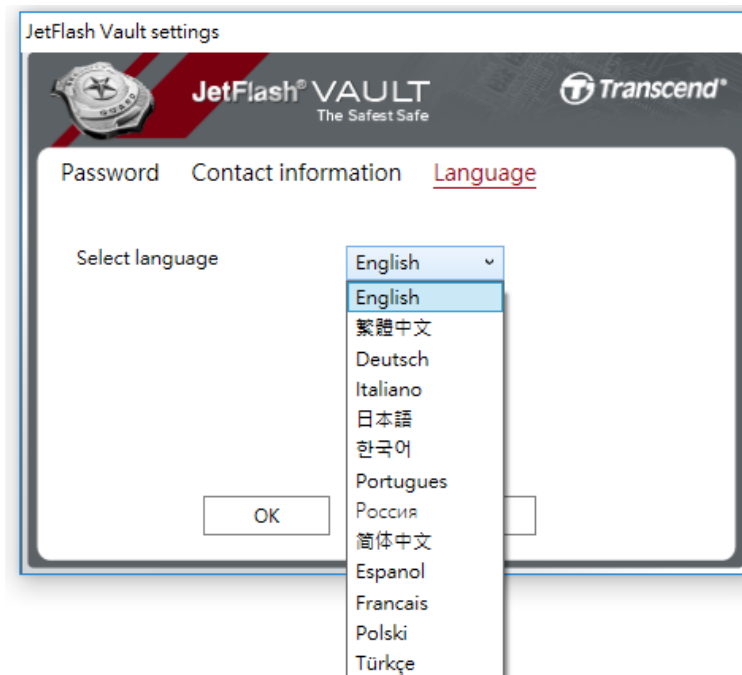 JetFlash Vault settings
GUARD
JetFlash® VAULT
The Safest Safe
Transcend®
Password Contact information Language
Select language English
English
繁體中文
Deutsch
Italiano
日本語
한국어
Portugues
OK
Россия
简体中文
Espanol
Francais
Polski
Türkçe